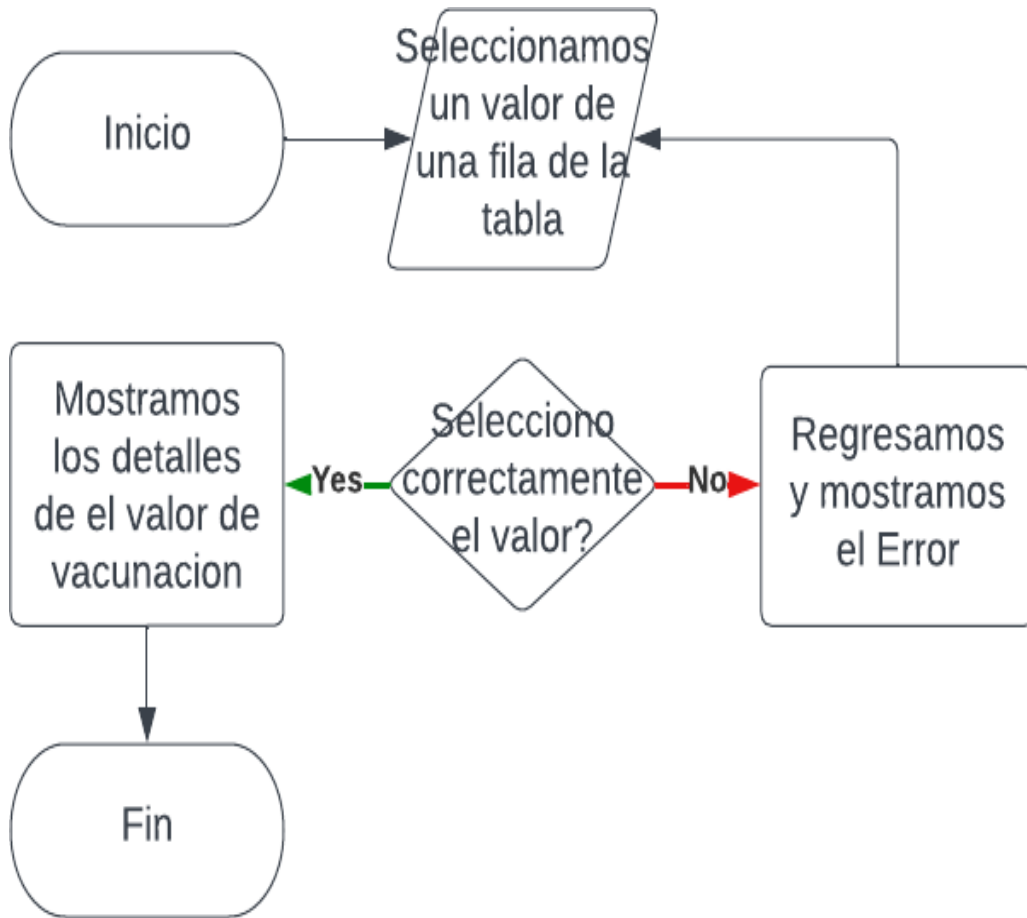 Inicio
Seleccionamos
un valor de
una fila de la
tabla
Mostramos
los detalles
de el valor de
vacunacion
Yes
Selecciono
correctamente
el valor?
No
Regresamos
y mostramos
el Error
Fin